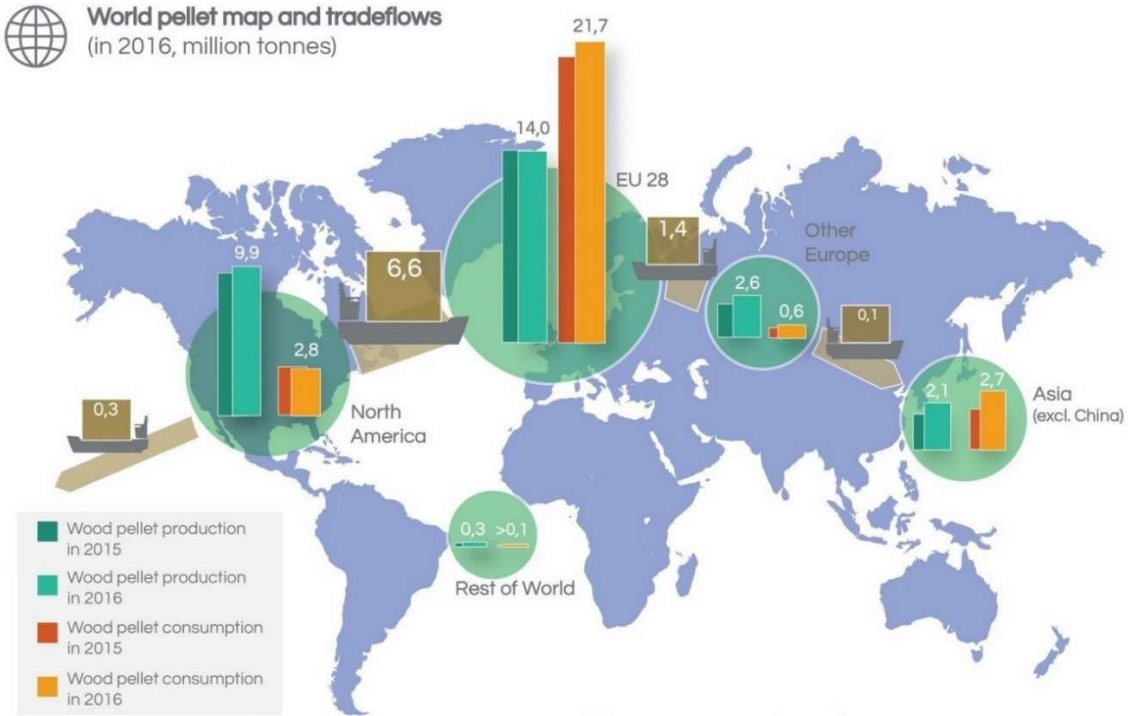 World pellet map and tradeflows
(in 2016, million tonnes)
21,7
14,0
EU 28
1,4
Other
Europe
9,9
6,6
2,6
0,6
0,1
2,8
2,1
2,7
Asia
(excl. China)
0,3
North
America
0,3 >0,1
Rest of World
Wood pellet production
in 2015
Wood pellet production
in 2016
Wood pellet consumption
in 2015
Wood pellet consumption
in 2016